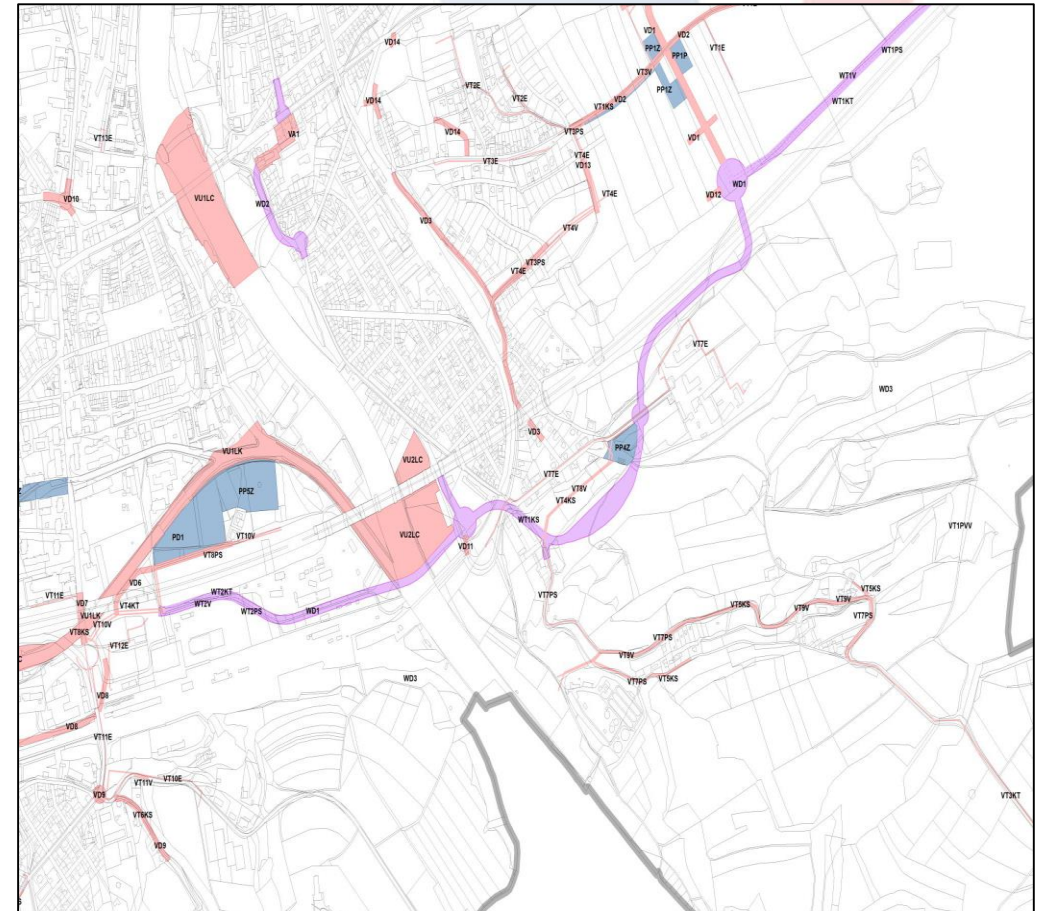 VD14
VD1
VD2
PP1Z
PP1P
VT1E
WT1PS
VT3V
WT1V
VT2E
PP1Z
VD14
VT2E
VD2
WT1KT
VT1KS
VA1
VD14
VT3PS
VT13E
VD1
VT4E
VT3E
VD13
WD1
VU1LC
VD10
VT4E
VD12
WD2
VD3
VT4V
VT3PS
VT4E
VT7E
WD3
VD3
PP4Z
VU1LK
VU2LC
VT7E
VT8V
PP5Z
VT4KS
WT1KS
VT1PVV
PD1
VT10V
VU2LC
VD11
VT8PS
VD6
VT5KS
WT2KT
VT11E
VT7PS
VT9V
VD7
WT2V
VT4KT
WT2PS
WD1
VT6KS
VT9V
VU1LK
VT7PS
VT10V
VT8KS
VT7PS
VT12E
VT9V
WD3
VT7PS
VT5KS
VD8
VD8
VT11E
VT10E
VT11V
VD9
VT3KT
VT6KS
VD9